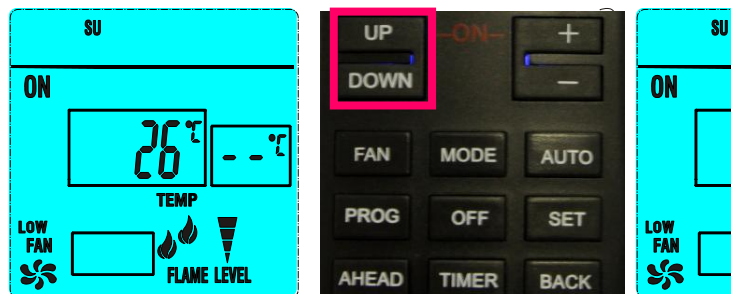 SU
ON
26°C
--°C
TEMP
LOW
FAN
FLAME LEVEL
UP -ON- +
DOWN −
FAN MODE AUTO
PROG OFF SET
AHEAD TIMER BACK
SU
ON
LOW
FAN